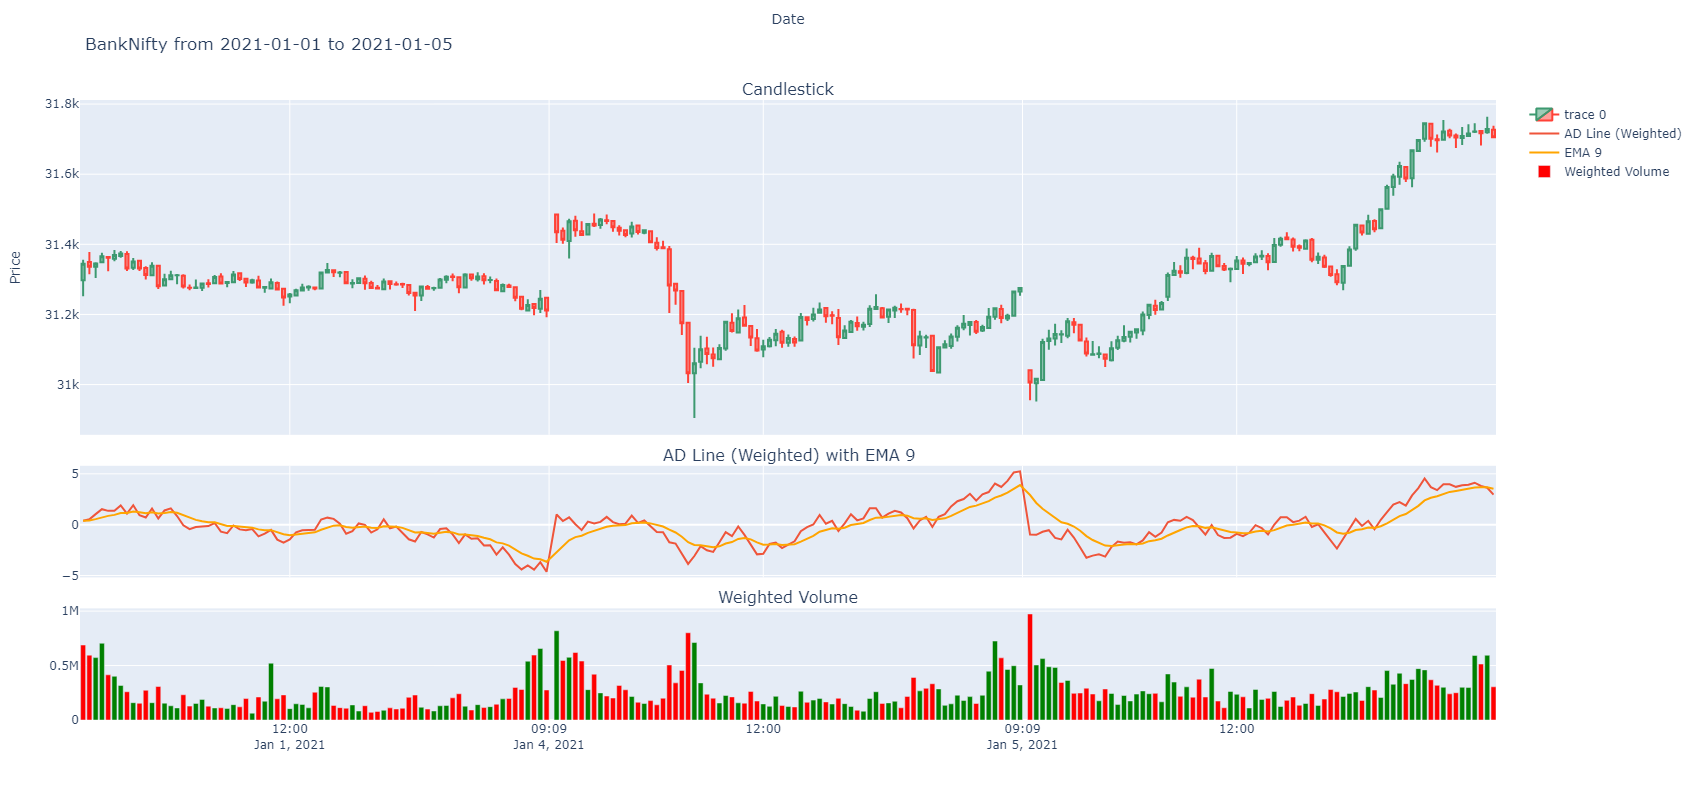 Date
BankNifty from 2021-01-01 to 2021-01-05
Candlestick
31.8k
31.6k
31.4k
31.2k
31k
Price
trace 0
AD Line (Weighted)
EMA 9
Weighted Volume
AD Line (Weighted) with EMA 9
5
0
−5
Weighted Volume
1M
0.5M
0
12:00 09:09 12:00 09:09 12:00
Jan 1, 2021 Jan 4, 2021 Jan 5, 2021